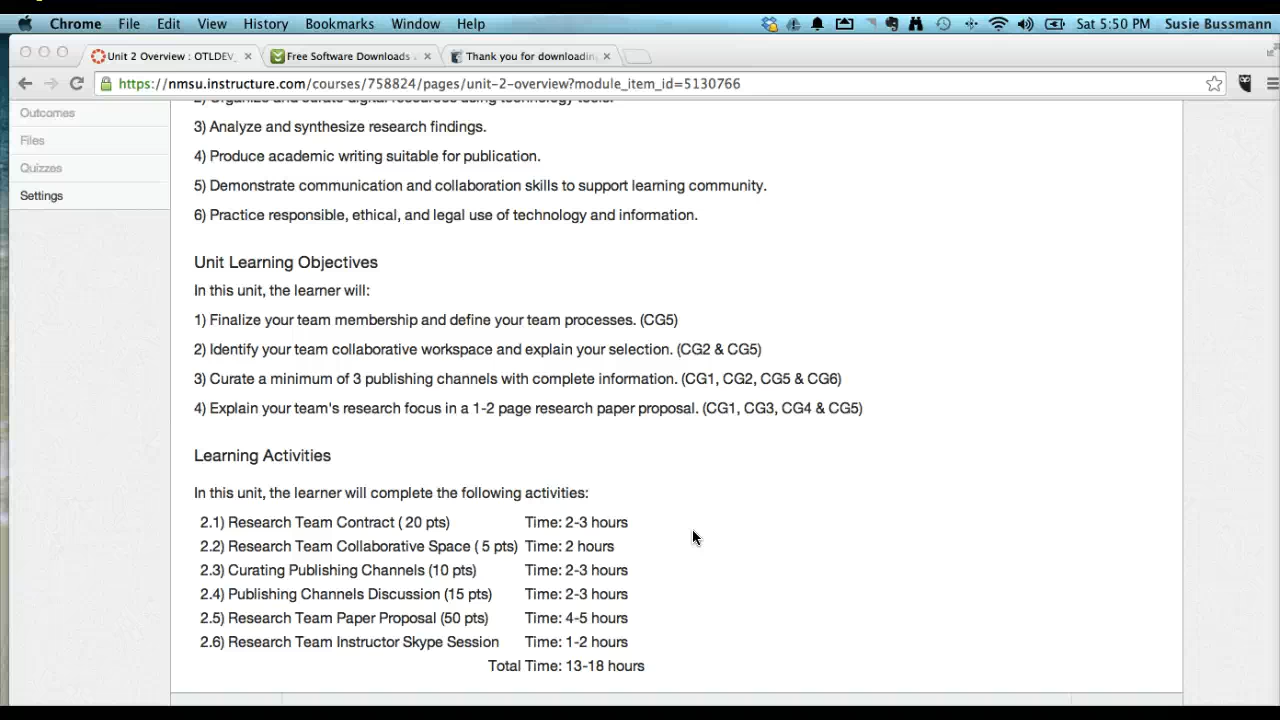 Chrome File Edit View History Bookmarks Window Help Sat 5:50 PM Susie Bussmann
Unit 2 Overview : OTLDEV_ Free Software Downloads Thank you for downloading
https://nmsu.instructure.com/courses/758824/pages/unit-2-overview?module_item_id=5130766
Outcomes
Files
Quizzes
Settings
2) Organize and curate digital resources using technology tools.
3) Analyze and synthesize research findings.
4) Produce academic writing suitable for publication.
5) Demonstrate communication and collaboration skills to support learning community.
6) Practice responsible, ethical, and legal use of technology and information.
Unit Learning Objectives
In this unit, the learner will:
1) Finalize your team membership and define your team processes. (CG5)
2) Identify your team collaborative workspace and explain your selection. (CG2 & CG5)
3) Curate a minimum of 3 publishing channels with complete information. (CG1, CG2, CG5 & CG6)
4) Explain your team's research focus in a 1-2 page research paper proposal. (CG1, CG3, CG4 & CG5)
Learning Activities
In this unit, the learner will complete the following activities:
2.1) Research Team Contract ( 20 pts) Time: 2-3 hours
2.2) Research Team Collaborative Space ( 5 pts) Time: 2 hours
2.3) Curating Publishing Channels (10 pts) Time: 2-3 hours
2.4) Publishing Channels Discussion (15 pts) Time: 2-3 hours
2.5) Research Team Paper Proposal (50 pts) Time: 4-5 hours
2.6) Research Team Instructor Skype Session Time: 1-2 hours
Total Time: 13-18 hours